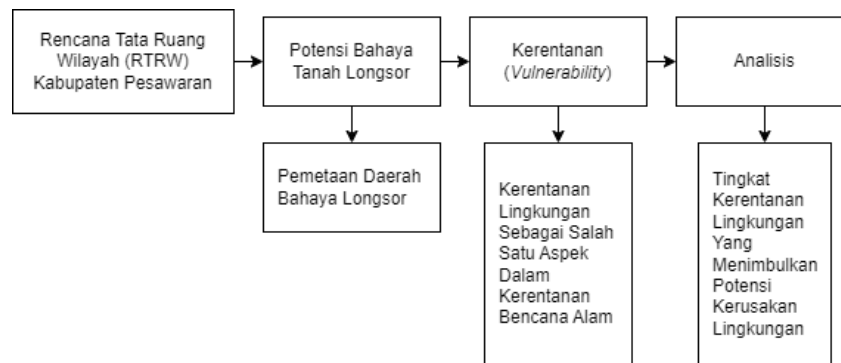 Rencana Tata Ruang
Wilayah (RTRW)
Kabupaten Pesawaran
Potensi Bahaya
Tanah Longsor
Kerentanan
(Vulnerability)
Analisis
Pemetaan Daerah
Bahaya Longsor
Kerentanan
Lingkungan
Sebagai Salah
Satu Aspek
Dalam
Kerentanan
Bencana Alam
Tingkat
Kerentanan
Lingkungan
Yang
Menimbulkan
Potensi
Kerusakan
Lingkungan